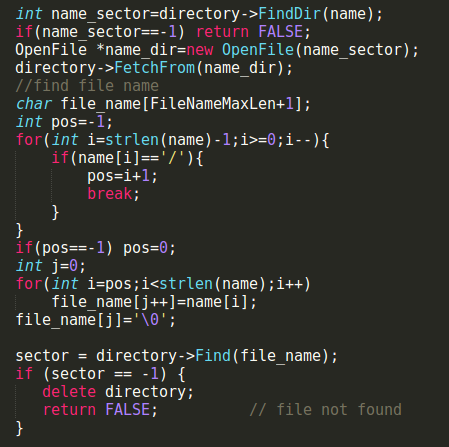 int name_sector=directory->FindDir(name);
if(name_sector==-1) return FALSE;
OpenFile *name_dir=new OpenFile(name_sector);
directory->FetchFrom(name_dir);
//find file name
char file_name[FileNameMaxLen+1];
int pos=-1;
for(int i=strlen(name)-1;i>=0;i--){
    if(name[i]=='/'){
        pos=i+1;
        break;
    }
}
if(pos==-1) pos=0;
int j=0;
for(int i=pos;i<strlen(name);i++)
    file_name[j++]=name[i];
file_name[j]='\0';

sector = directory->Find(file_name);
if (sector == -1) {
   delete directory;
   return FALSE;          // file not found
}